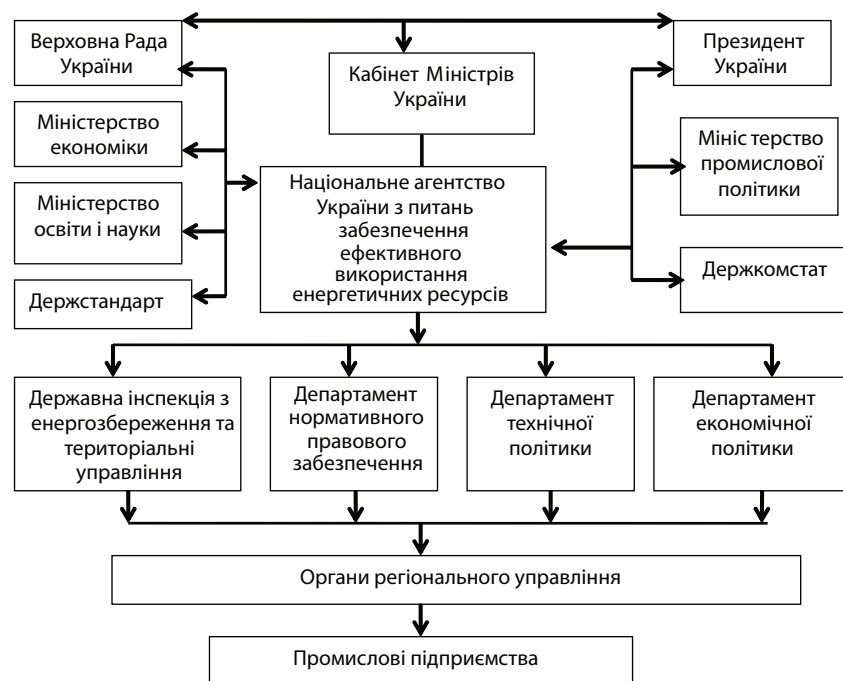 Верховна Рада
України
Кабінет Міністрів
України
Президент
України
Міністерство
економіки
Мініс терство
промислової
політики
Міністерство
освіти і науки
Національне агентство
України з питань
забезпечення
ефективного
використання
енергетичних ресурсів
Держстандарт
Держкомстат
Державна інспекція з
енергозбереження та
територіальні
управління
Департамент
нормативного
правового
забезпечення
Департамент
технічної
політики
Департамент
економічної
політики
Органи регіонального управління
Промислові підприємства